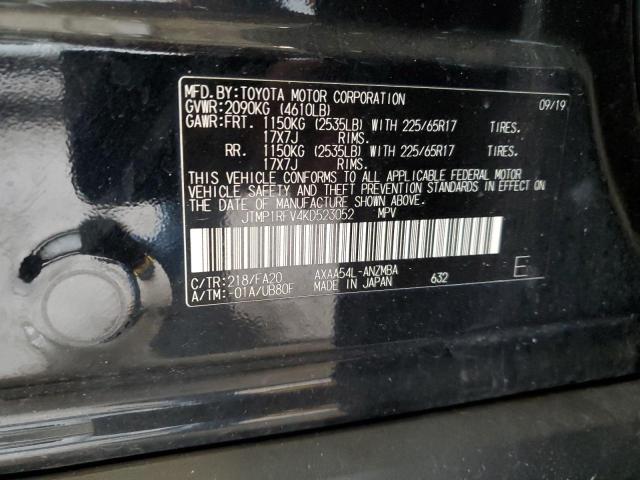 MFD. BY:TOYOTA MOTOR CORPORATION 09/19
GVWR:2090KG (4610LB)
GAWR:FRT. 1150KG (2535LB) WITH 225/65R17 TIRES.
17X7J RIMS.
RR. 1150KG (2535LB) WITH 225/65R17 TIRES.
17X7J RIMS.
THIS VEHICLE CONFORMS TO ALL APPLICABLE FEDERAL MOTOR
VEHICLE SAFETY AND THEFT PREVENTION STANDARDS IN EFFECT ON
THE DATE OF MANUFACTURE SHOWN ABOVE.
JTMP1RFV4KD523052 MPV
C/TR:218/FA20 AXAA54L-ANZMBA 632 E
A/TM:-01A/UB80F MADE IN JAPAN